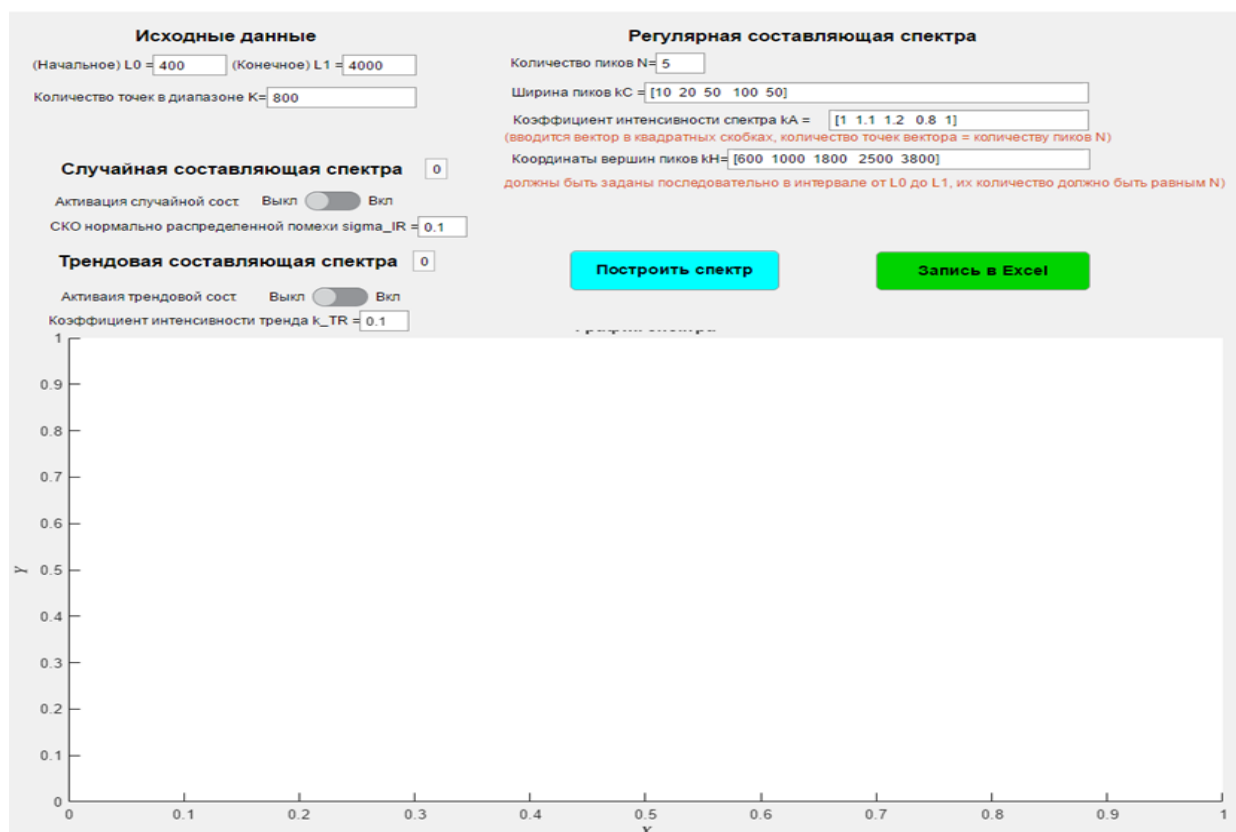 Исходные данные
(Начальное) L0 = 400 (Конечное) L1 = 4000
Количество точек в диапазоне K= 800
Регулярная составляющая спектра
Количество пиков N= 5
Ширина пиков kC = [10 20 50 100 50]
Коэффициент интенсивности спектра kA = [1 1.1 1.2 0.8 1]
(вводится вектор в квадратных скобках, количество точек вектора = количеству пиков N)
Координаты вершин пиков kH= [600 1000 1800 2500 3800]
должны быть заданы последовательно в интервале от L0 до L1, их количество должно быть равным N)
Случайная составляющая спектра 0
Активация случайной сост. Выкл Вкл
СКО нормально распределенной помехи sigma_IR = 0.1
Трендовая составляющая спектра 0
Активаия трендовой сост. Выкл Вкл
Коэффициент интенсивности тренда k_TR = 0.1
Построить спектр
Запись в Excel
1
0.9
0.8
0.7
0.6
0.5
0.4
0.3
0.2
0.1
0
Y
0 0.1 0.2 0.3 0.4 0.5 0.6 0.7 0.8 0.9 1
X